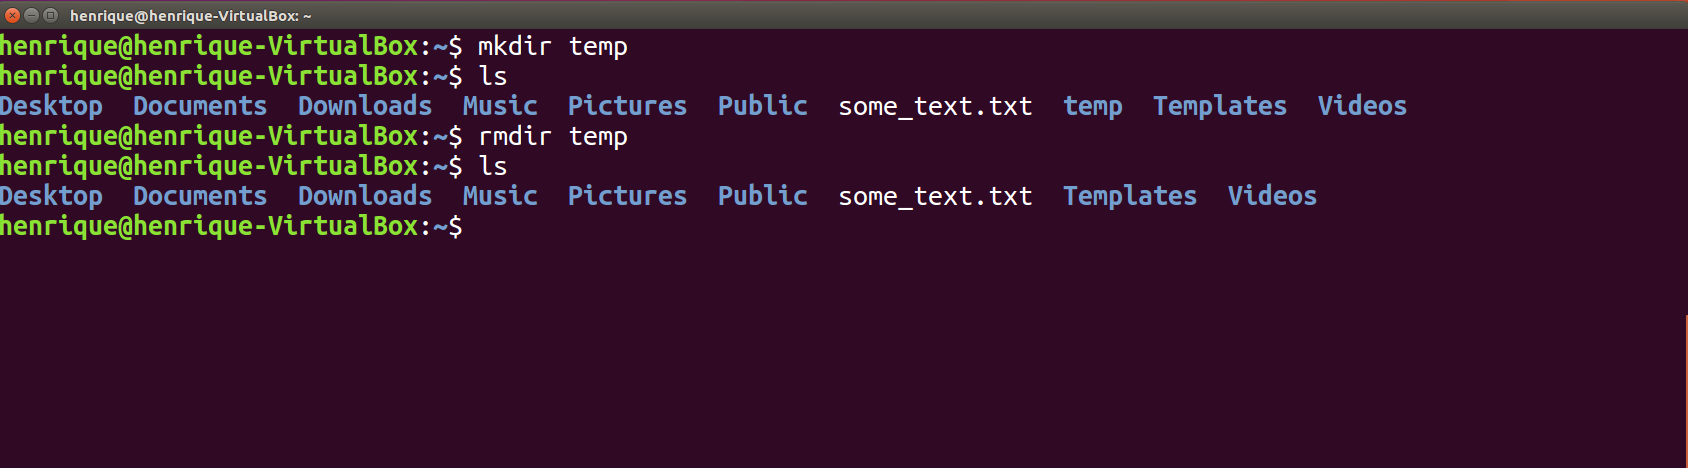 henrique@henrique-VirtualBox: ~
henrique@henrique-VirtualBox:~$ mkdir temp
henrique@henrique-VirtualBox:~$ ls
Desktop  Documents  Downloads  Music  Pictures  Public  some_text.txt  temp  Templates  Videos
henrique@henrique-VirtualBox:~$ rmdir temp
henrique@henrique-VirtualBox:~$ ls
Desktop  Documents  Downloads  Music  Pictures  Public  some_text.txt  Templates  Videos
henrique@henrique-VirtualBox:~$